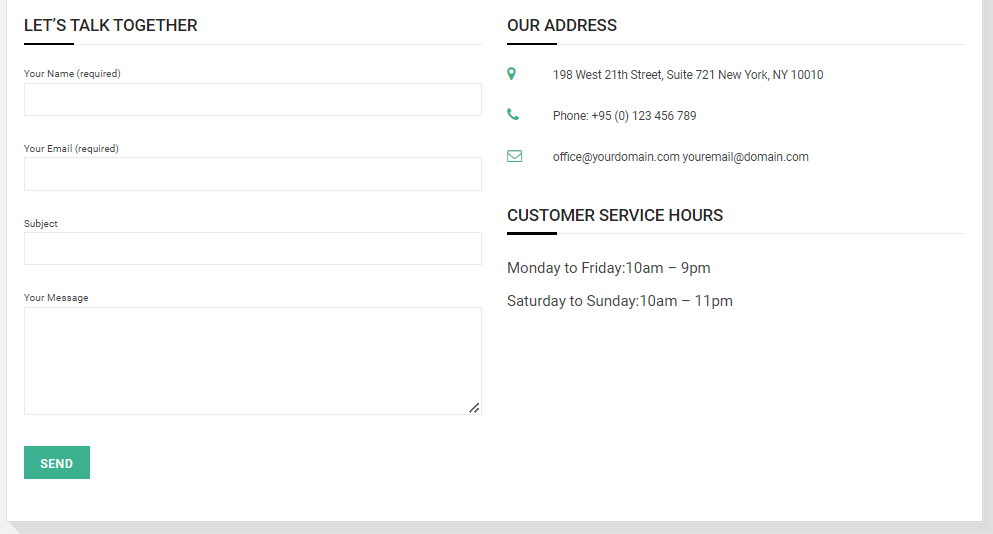 LET’S TALK TOGETHER
Your Name (required)
Your Email (required)
Subject
Your Message
SEND
OUR ADDRESS
198 West 21th Street, Suite 721 New York, NY 10010
Phone: +95 (0) 123 456 789
office@yourdomain.com youremail@domain.com
CUSTOMER SERVICE HOURS
Monday to Friday:10am – 9pm
Saturday to Sunday:10am – 11pm